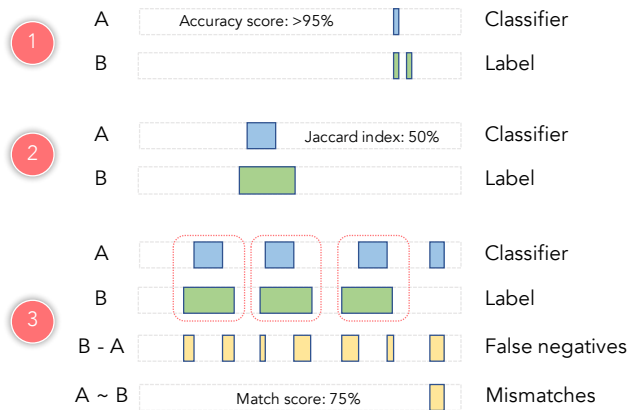 1
A Accuracy score: >95% Classifier
B Label
2
A Jaccard index: 50% Classifier
B Label
3
A Classifier
B Label
B - A False negatives
A ~ B Match score: 75% Mismatches